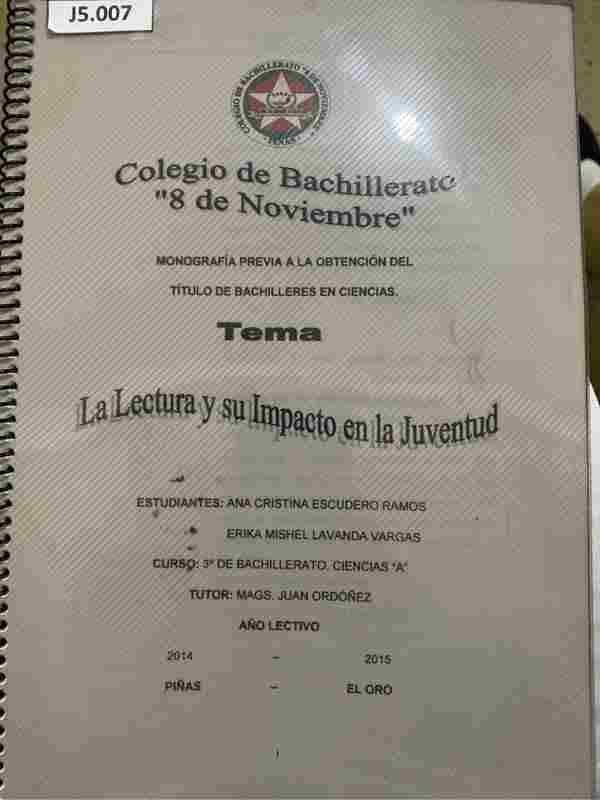 J5.007
COLEGIO DE BACHILLERATO "8 DE NOVIEMBRE"
PIÑAS
Colegio de Bachillerato
"8 de Noviembre"
MONOGRAFÍA PREVIA A LA OBTENCIÓN DEL
TÍTULO DE BACHILLERES EN CIENCIAS.
Tema
La Lectura y su Impacto en la Juventud
ESTUDIANTES: ANA CRISTINA ESCUDERO RAMOS
ERIKA MISHEL LAVANDA VARGAS
CURSO: 3º DE BACHILLERATO. CIENCIAS "A"
TUTOR: MAGS. JUAN ORDÓÑEZ
AÑO LECTIVO
2014 – 2015
PIÑAS – EL ORO